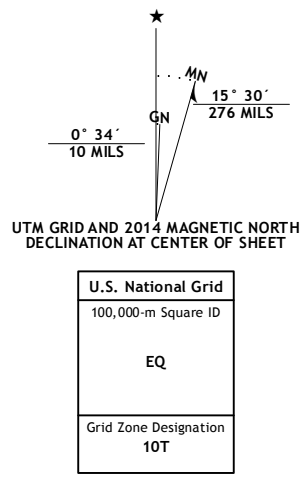 ★
MN
15° 30´
276 MILS
GN
0° 34´
10 MILS
UTM GRID AND 2014 MAGNETIC NORTH
DECLINATION AT CENTER OF SHEET
U.S. National Grid
100,000-m Square ID
EQ
Grid Zone Designation
10T